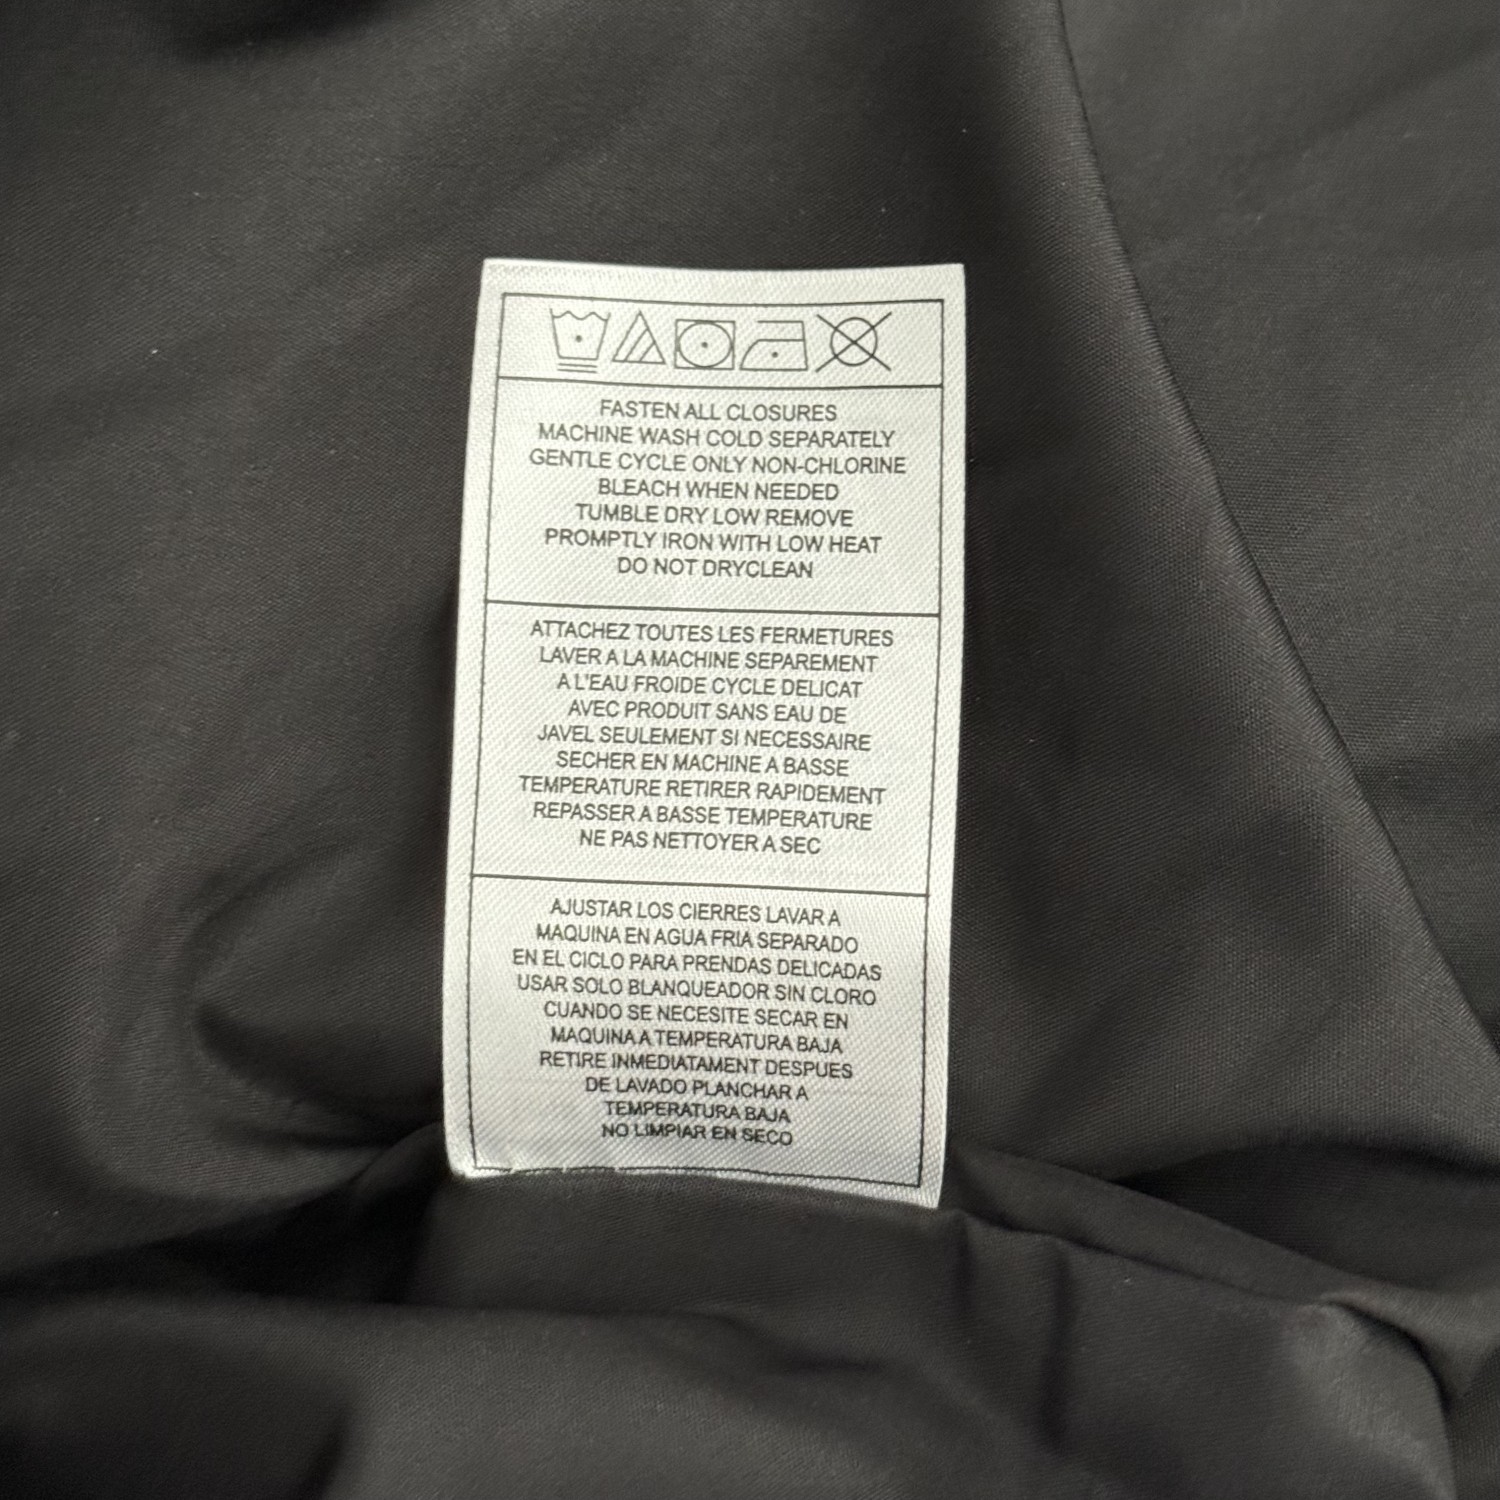 FASTEN ALL CLOSURES
MACHINE WASH COLD SEPARATELY
GENTLE CYCLE ONLY NON-CHLORINE
BLEACH WHEN NEEDED
TUMBLE DRY LOW REMOVE
PROMPTLY IRON WITH LOW HEAT
DO NOT DRYCLEAN
ATTACHEZ TOUTES LES FERMETURES
LAVER A LA MACHINE SEPAREMENT
A L'EAU FROIDE CYCLE DELICAT
AVEC PRODUIT SANS EAU DE
JAVEL SEULEMENT SI NECESSAIRE
SECHER EN MACHINE A BASSE
TEMPERATURE RETIRER RAPIDEMENT
REPASSER A BASSE TEMPERATURE
NE PAS NETTOYER A SEC
AJUSTAR LOS CIERRES LAVAR A
MAQUINA EN AGUA FRIA SEPARADO
EN EL CICLO PARA PRENDAS DELICADAS
USAR SOLO BLANQUEADOR SIN CLORO
CUANDO SE NECESITE SECAR EN
MAQUINA A TEMPERATURA BAJA
RETIRE INMEDIATAMENT DESPUES
DE LAVADO PLANCHAR A
TEMPERATURA BAJA
NO LIMPIAR EN SECO